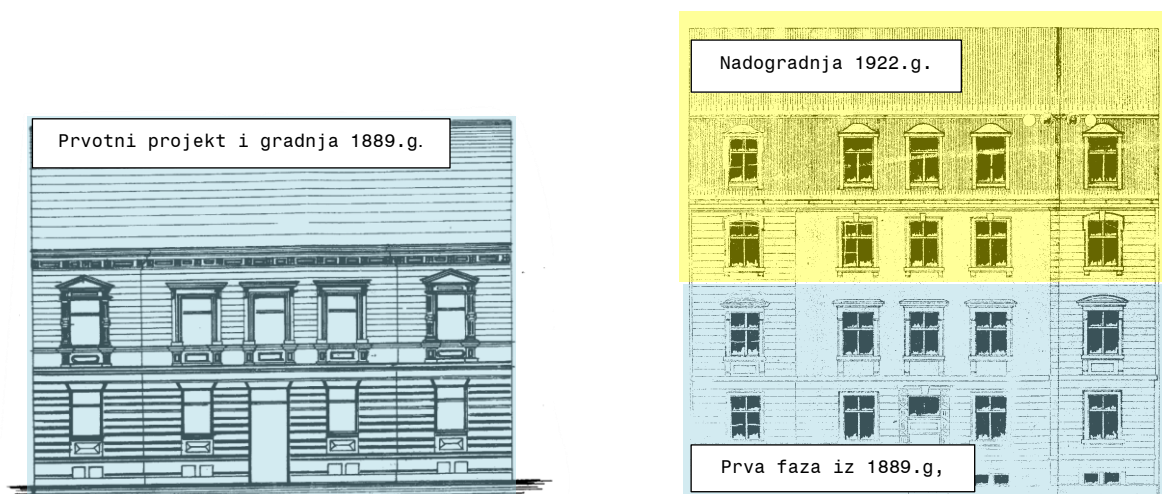 Prvotni projekt i gradnja 1889.g.
Nadogradnja 1922.g.
Prva faza iz 1889.g,